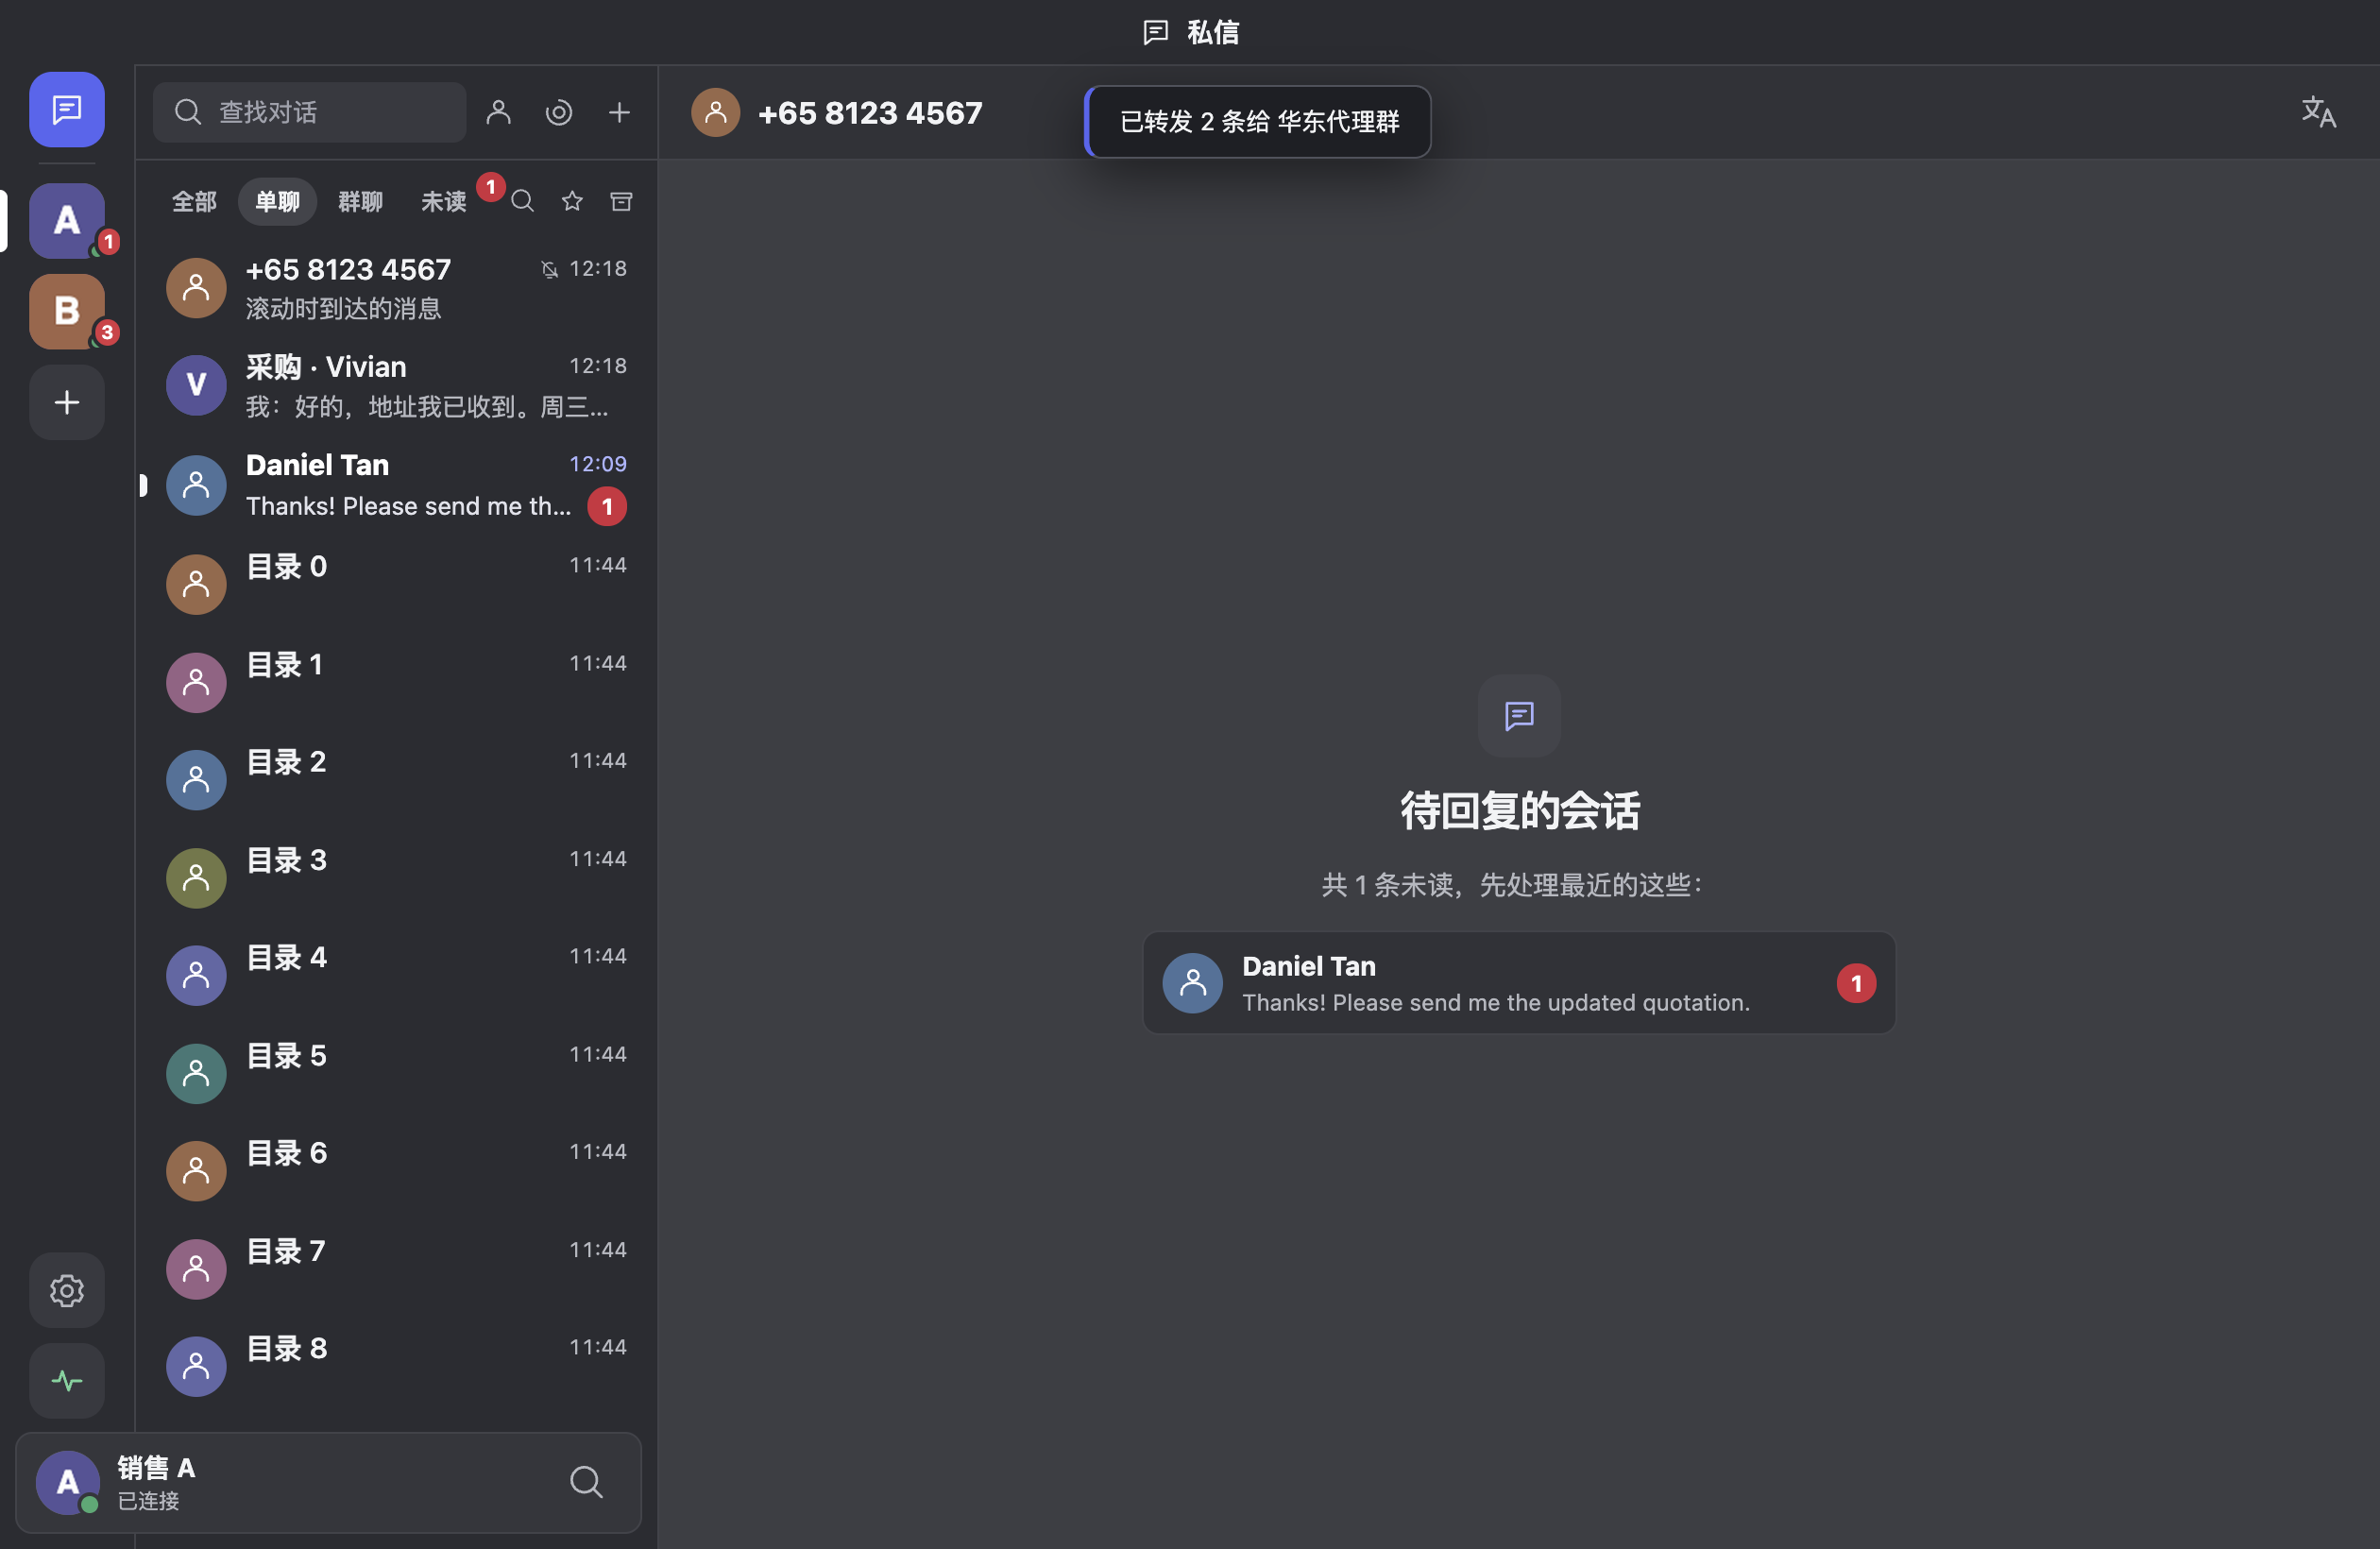 私信
查找对话
+65 8123 4567
已转发 2 条给 华东代理群
A
1
B
3
全部
单聊
群聊
未读
1
+65 8123 4567
12:18
滚动时到达的消息
V
采购 · Vivian
12:18
我：好的，地址我已收到。周三...
Daniel Tan
12:09
Thanks! Please send me th...
1
目录 0
11:44
目录 1
11:44
目录 2
11:44
目录 3
11:44
目录 4
11:44
目录 5
11:44
目录 6
11:44
目录 7
11:44
目录 8
11:44
待回复的会话
共 1 条未读，先处理最近的这些：
Daniel Tan
Thanks! Please send me the updated quotation.
1
A
销售 A
已连接